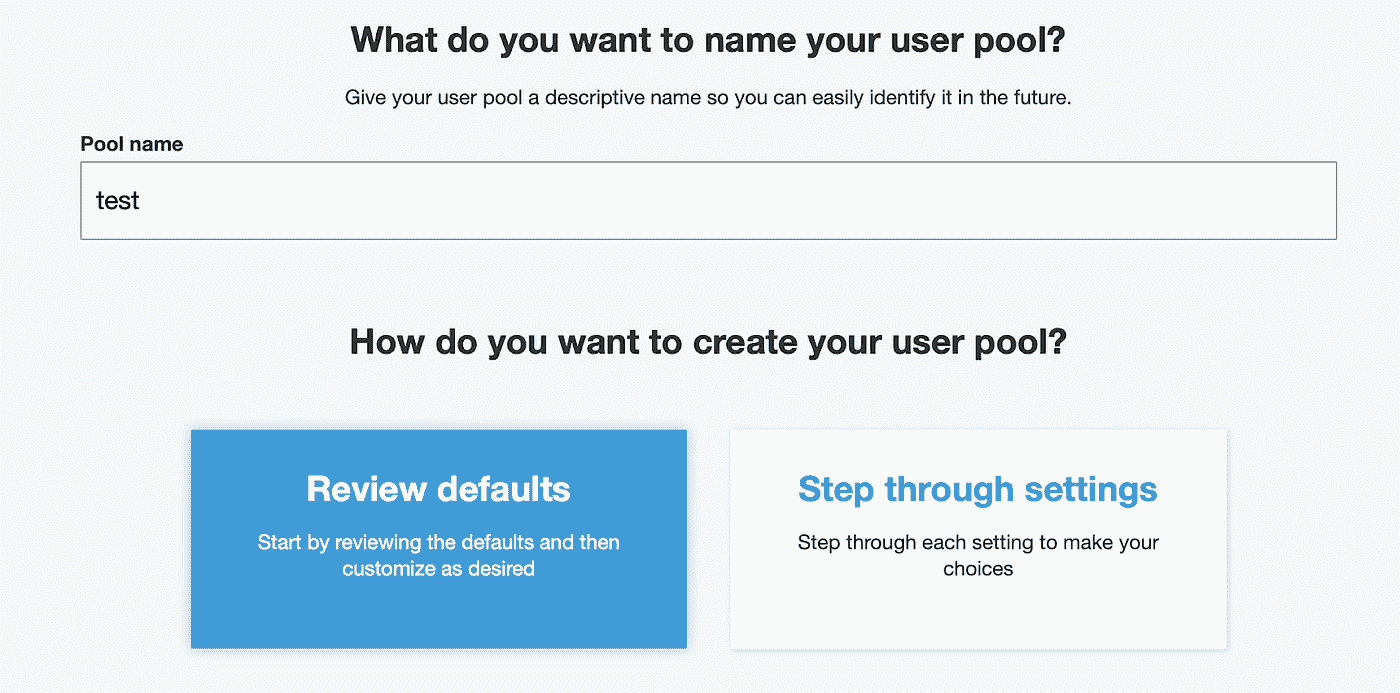 What do you want to name your user pool?
Give your user pool a descriptive name so you can easily identify it in the future.
Pool name
test
How do you want to create your user pool?
Review defaults
Start by reviewing the defaults and then
customize as desired
Step through settings
Step through each setting to make your
choices